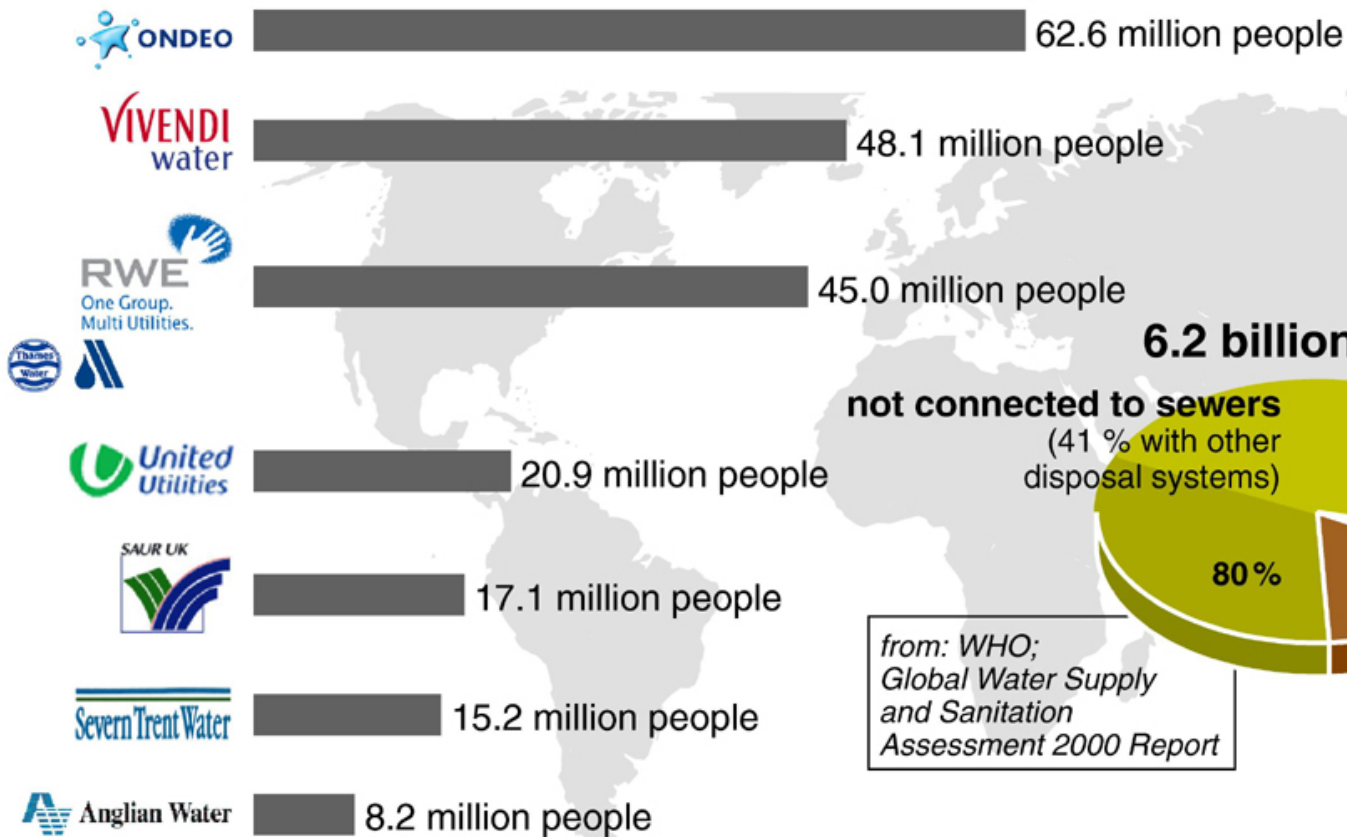 ONDEO
62.6 million people
VIVENDI
water
48.1 million people
RWE
One Group.
Multi Utilities.
Thames
Water
45.0 million people
United
Utilities
20.9 million people
SAUR UK
17.1 million people
Severn Trent Water
15.2 million people
Anglian Water
8.2 million people
6.2 billion
not connected to sewers
(41 % with other
disposal systems)
80%
from: WHO;
Global Water Supply
and Sanitation
Assessment 2000 Report